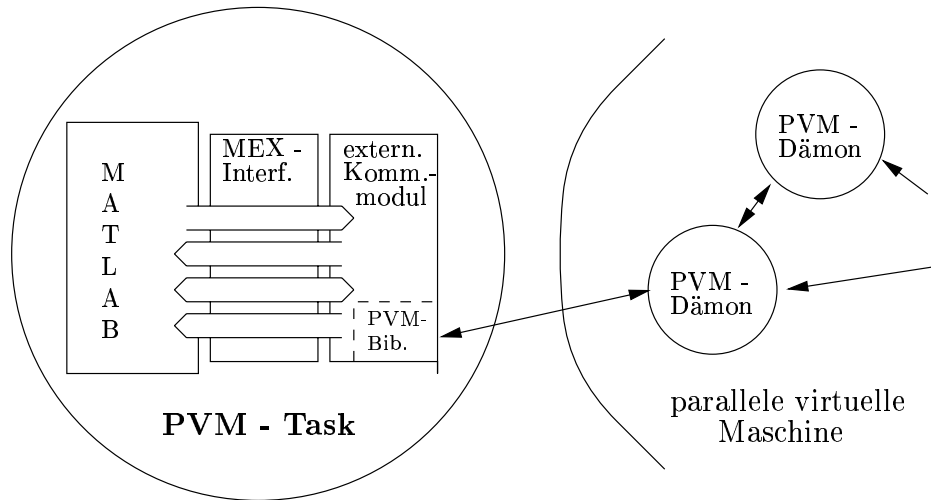 M
A
T
L
A
B
MEX -
Interf.
extern.
Komm.-
modul
PVM-
Bib.
PVM - Task
PVM -
Dämon
PVM -
Dämon
parallele virtuelle
Maschine